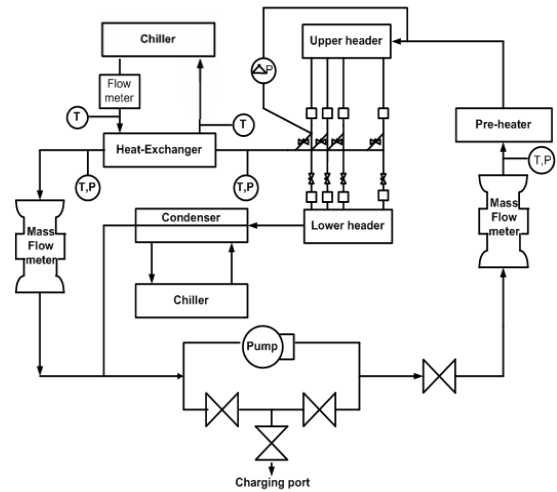 Chiller
Upper header
ΔP
Flow
meter
T
T
Heat-Exchanger
Pre-heater
T,P
T,P
T,P
Mass
Flow
meter
Mass
Flow
meter
Condenser
Lower header
Chiller
Pump
Charging port